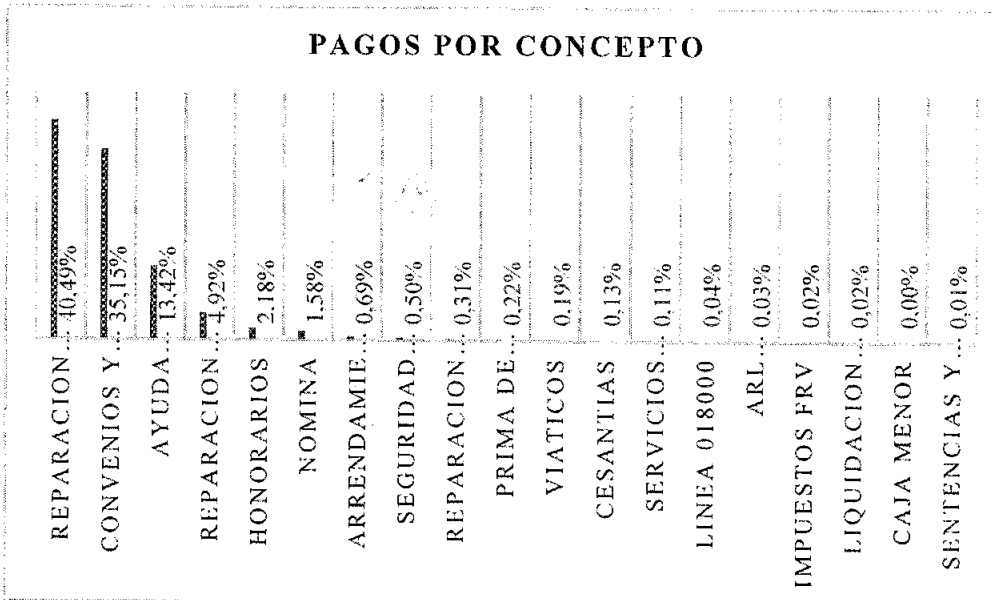 PAGOS POR CONCEPTO
40,49%
35,15%
13,42%
4,92%
2.18%
1.58%
0,69%
0,50%
0,31%
0,22%
0.19%
0,13%
0,11%
0,04%
0,03%
0,02%
0,02%
0,00%
0,01%
REPARACION...
CONVENIOS Y...
AYUDA...
REPARACION...
HONORARIOS
NOMINA
ARRENDAMIE...
SEGURIDAD...
REPARACION...
PRIMA DE...
VIATICOS
CESANTIAS
SERVICIOS...
LINEA 018000
ARL...
IMPUESTOS FRV
LIQUIDACION...
CAJA MENOR
SENTENCIAS Y...